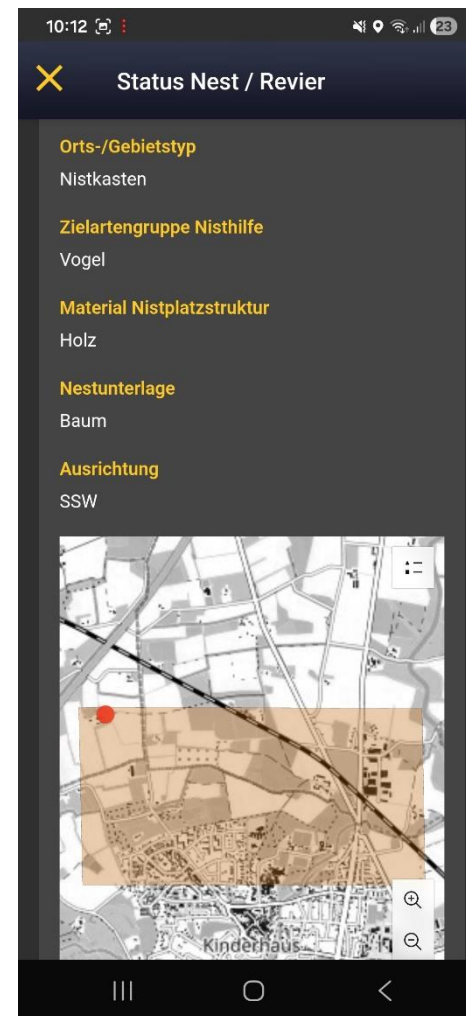 10:12
23
Status Nest / Revier
Orts-/Gebietstyp
Nistkasten
Zielartengruppe Nisthilfe
Vogel
Material Nistplatzstruktur
Holz
Nestunterlage
Baum
Ausrichtung
SSW
Kinderhaus